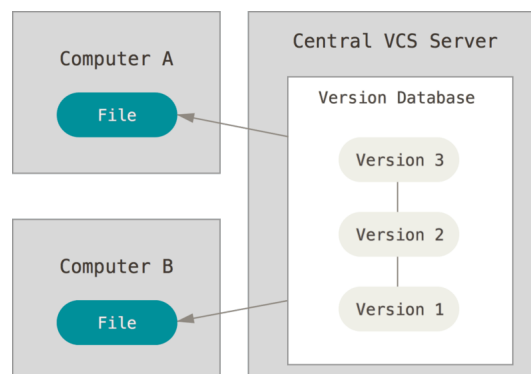 Computer A
File
Computer B
File
Central VCS Server
Version Database
Version 3
Version 2
Version 1